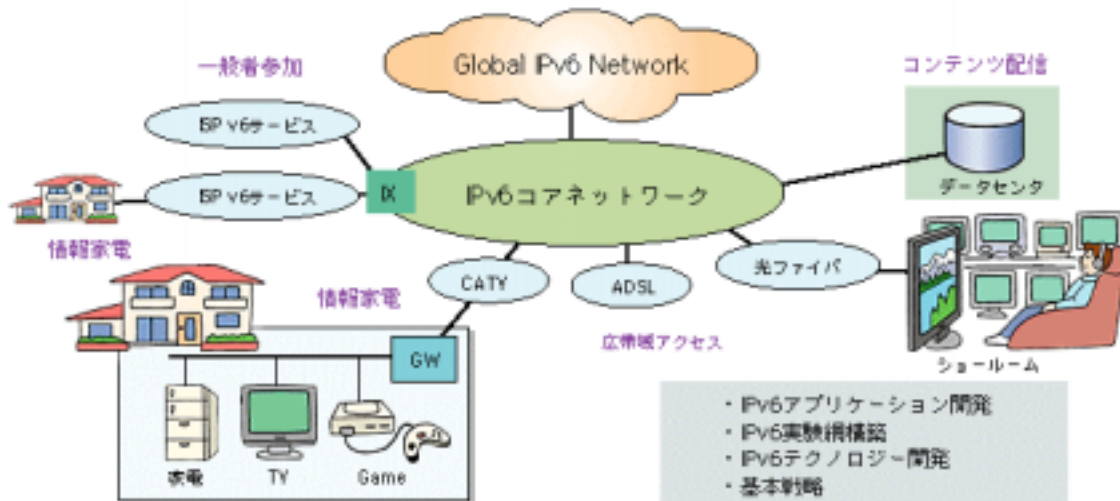 Global IPv6 Network
一般者参加
コンテンツ配信
ISP v6サービス
ISP v6サービス
IX
IPv6コアネットワーク
データセンタ
情報家電
情報家電
CATV
ADSL
光ファイバ
広帯域アクセス
GW
ショールーム
家電
TV
Game
・IPv6アプリケーション開発
・IPv6実験網構築
・IPv6テクノロジー開発
・基本戦略